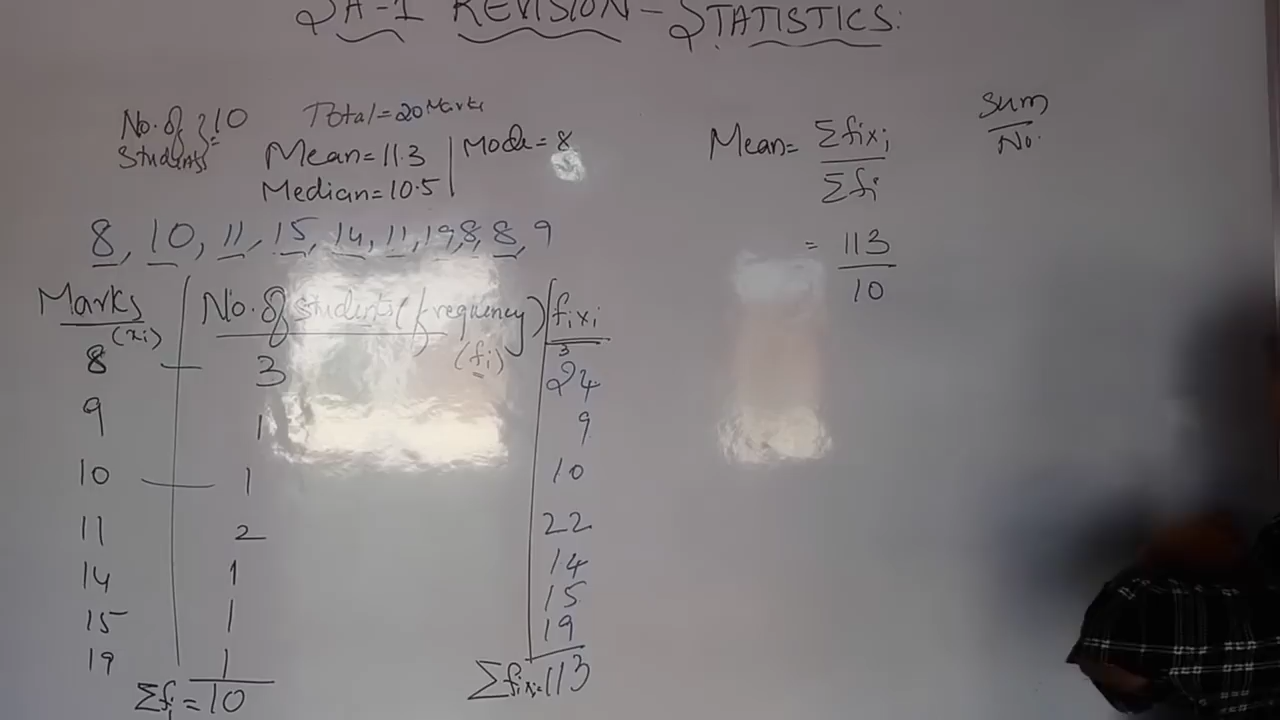 SA-1 REVISION - STATISTICS:
No. of Students } = 10
Total = 20 Marks
Mean = 11.3
Mode = 8
Median = 10.5
8, 10, 11, 15, 14, 11, 19, 8, 8, 9
Marks (xi) No. of students (frequency) (fi) fixi
8 3 24
9 1 9
10 1 10
11 2 22
14 1 14
15 1 15
19 1 19
Σfi = 10 Σfixi = 113
3
Mean = Σfixi / Σfi
= 113 / 10
Sum / No.